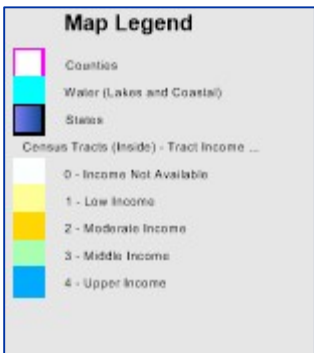 Map Legend
Counties
Water (Lakes and Coastal)
States
Census Tracts (Inside) - Tract Income ...
0 - Income Not Available
1 - Low Income
2 - Moderate Income
3 - Middle Income
4 - Upper Income